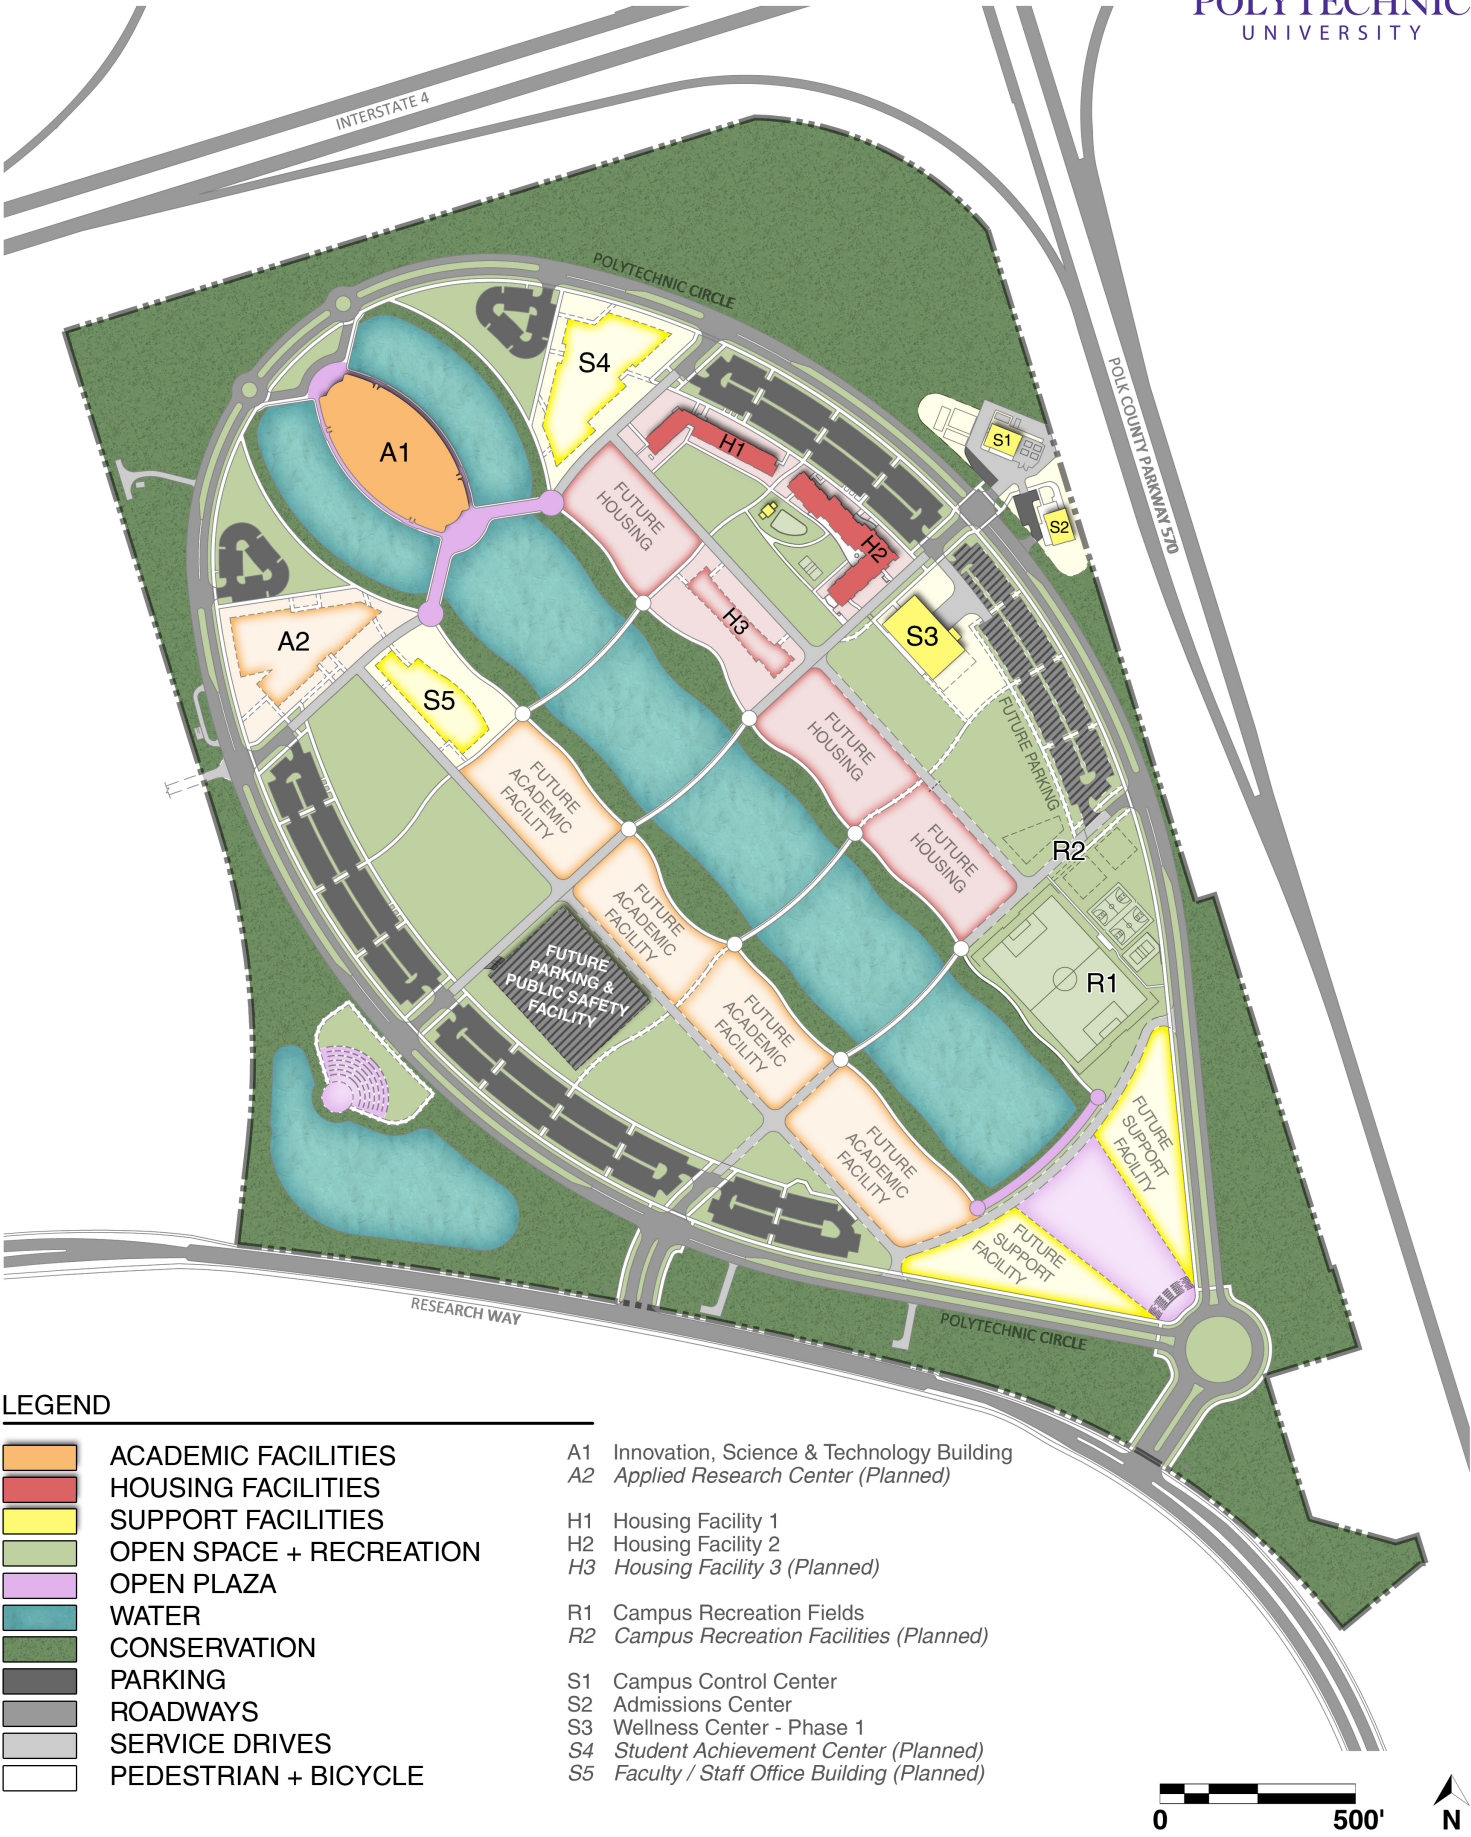 POLYTECHNIC
UNIVERSITY
INTERSTATE 4
POLYTECHNIC CIRCLE
POLK COUNTY PARKWAY 570
S4
A1
H1
S1
S2
FUTURE
HOUSING
H2
H3
S3
A2
S5
FUTURE PARKING
FUTURE
HOUSING
FUTURE
ACADEMIC
FACILITY
FUTURE
HOUSING
R2
FUTURE
ACADEMIC
FACILITY
R1
FUTURE
PARKING &
PUBLIC SAFETY
FACILITY
FUTURE
ACADEMIC
FACILITY
FUTURE
ACADEMIC
FACILITY
FUTURE
SUPPORT
FACILITY
FUTURE
SUPPORT
FACILITY
RESEARCH WAY
POLYTECHNIC CIRCLE
LEGEND
ACADEMIC FACILITIES
HOUSING FACILITIES
SUPPORT FACILITIES
OPEN SPACE + RECREATION
OPEN PLAZA
WATER
CONSERVATION
PARKING
ROADWAYS
SERVICE DRIVES
PEDESTRIAN + BICYCLE
A1 Innovation, Science & Technology Building
A2 Applied Research Center (Planned)
H1 Housing Facility 1
H2 Housing Facility 2
H3 Housing Facility 3 (Planned)
R1 Campus Recreation Fields
R2 Campus Recreation Facilities (Planned)
S1 Campus Control Center
S2 Admissions Center
S3 Wellness Center - Phase 1
S4 Student Achievement Center (Planned)
S5 Faculty / Staff Office Building (Planned)
0 500' N